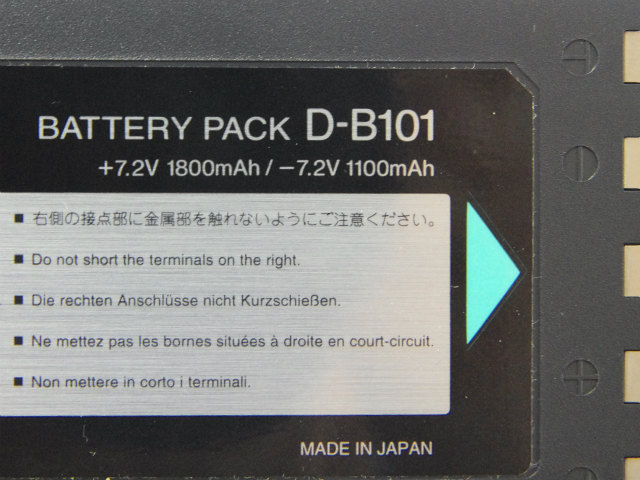 BATTERY PACK D-B101
+7.2V 1800mAh / −7.2V 1100mAh
■ 右側の接点部に金属部を触れないようにご注意ください。
■ Do not short the terminals on the right.
■ Die rechten Anschlüsse nicht Kurzschießen.
■ Ne mettez pas les bornes situées à droite en court-circuit.
■ Non mettere in corto i terminali.
MADE IN JAPAN